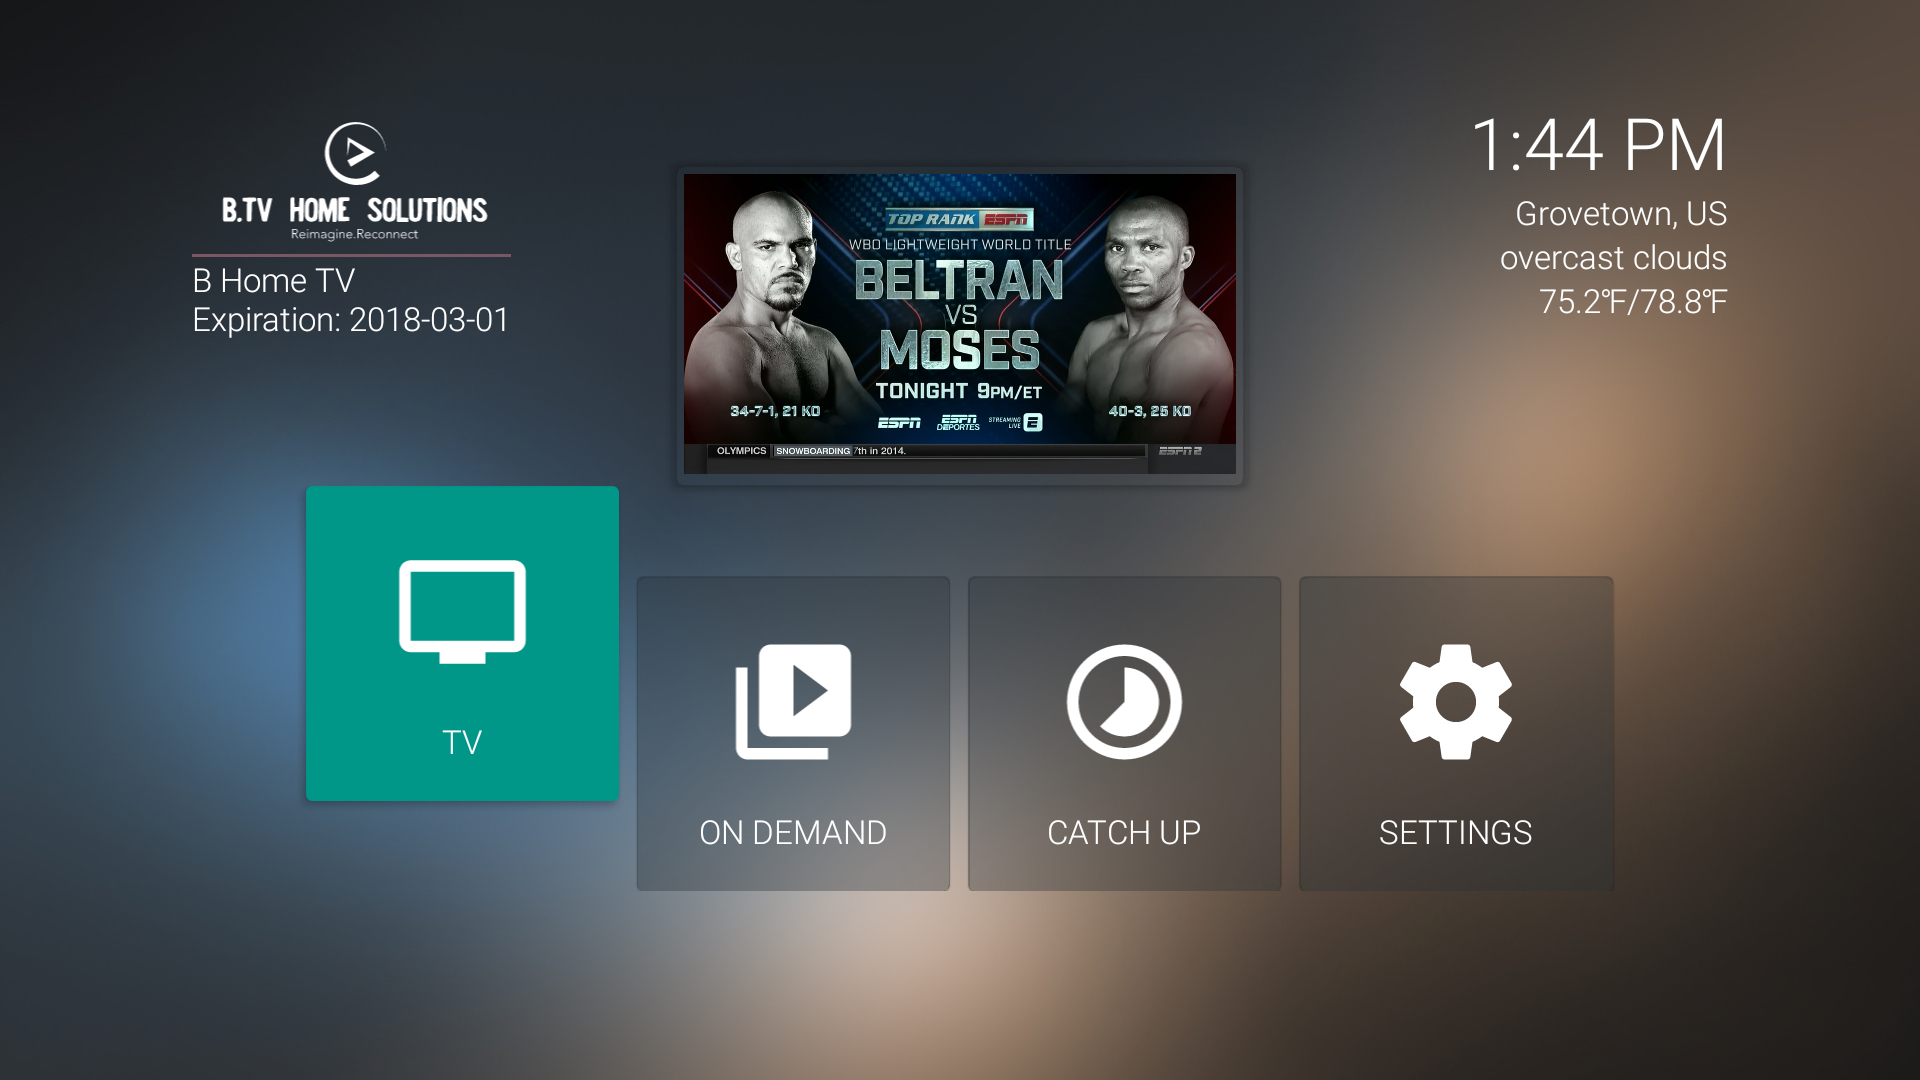 B.TV HOME SOLUTIONS
Reimagine.Reconnect
B Home TV
Expiration: 2018-03-01
TOP RANK ESPN
WBO LIGHTWEIGHT WORLD TITLE
BELTRAN
VS
MOSES
TONIGHT 9PM/ET
34-7-1, 21 KO
40-3, 25 KO
ESPN ESPN DEPORTES STREAMING LIVE E
OLYMPICS SNOWBOARDING 7th in 2014. ESPN2
1:44 PM
Grovetown, US
overcast clouds
75.2°F/78.8°F
TV
ON DEMAND
CATCH UP
SETTINGS